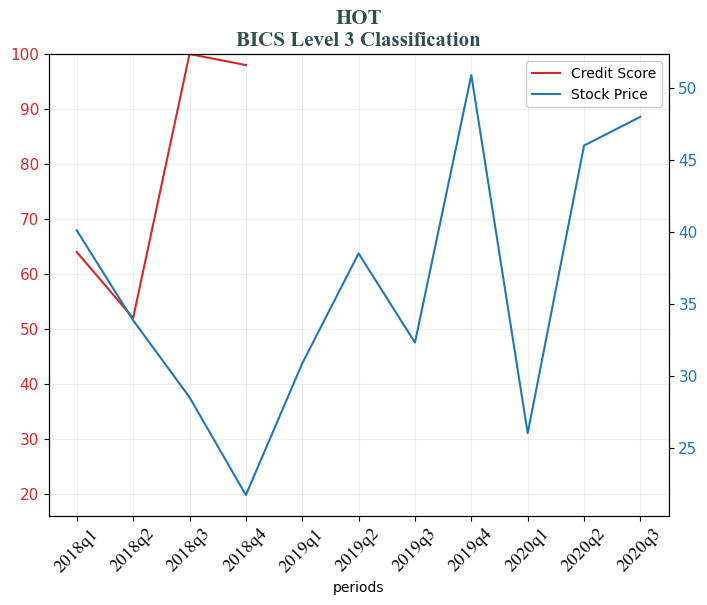 HOT
BICS Level 3 Classification
Credit Score
Stock Price
100
90
80
70
60
50
40
30
20
50
45
40
35
30
25
2018q1
2018q2
2018q3
2018q4
2019q1
2019q2
2019q3
2019q4
2020q1
2020q2
2020q3
periods